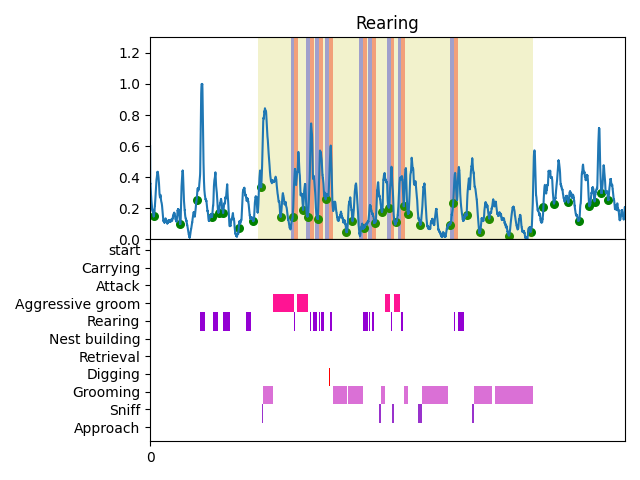 Rearing
1.2
1.0
0.8
0.6
0.4
0.2
0.0
start
Carrying
Attack
Aggressive groom
Rearing
Nest building
Retrieval
Digging
Grooming
Sniff
Approach
0